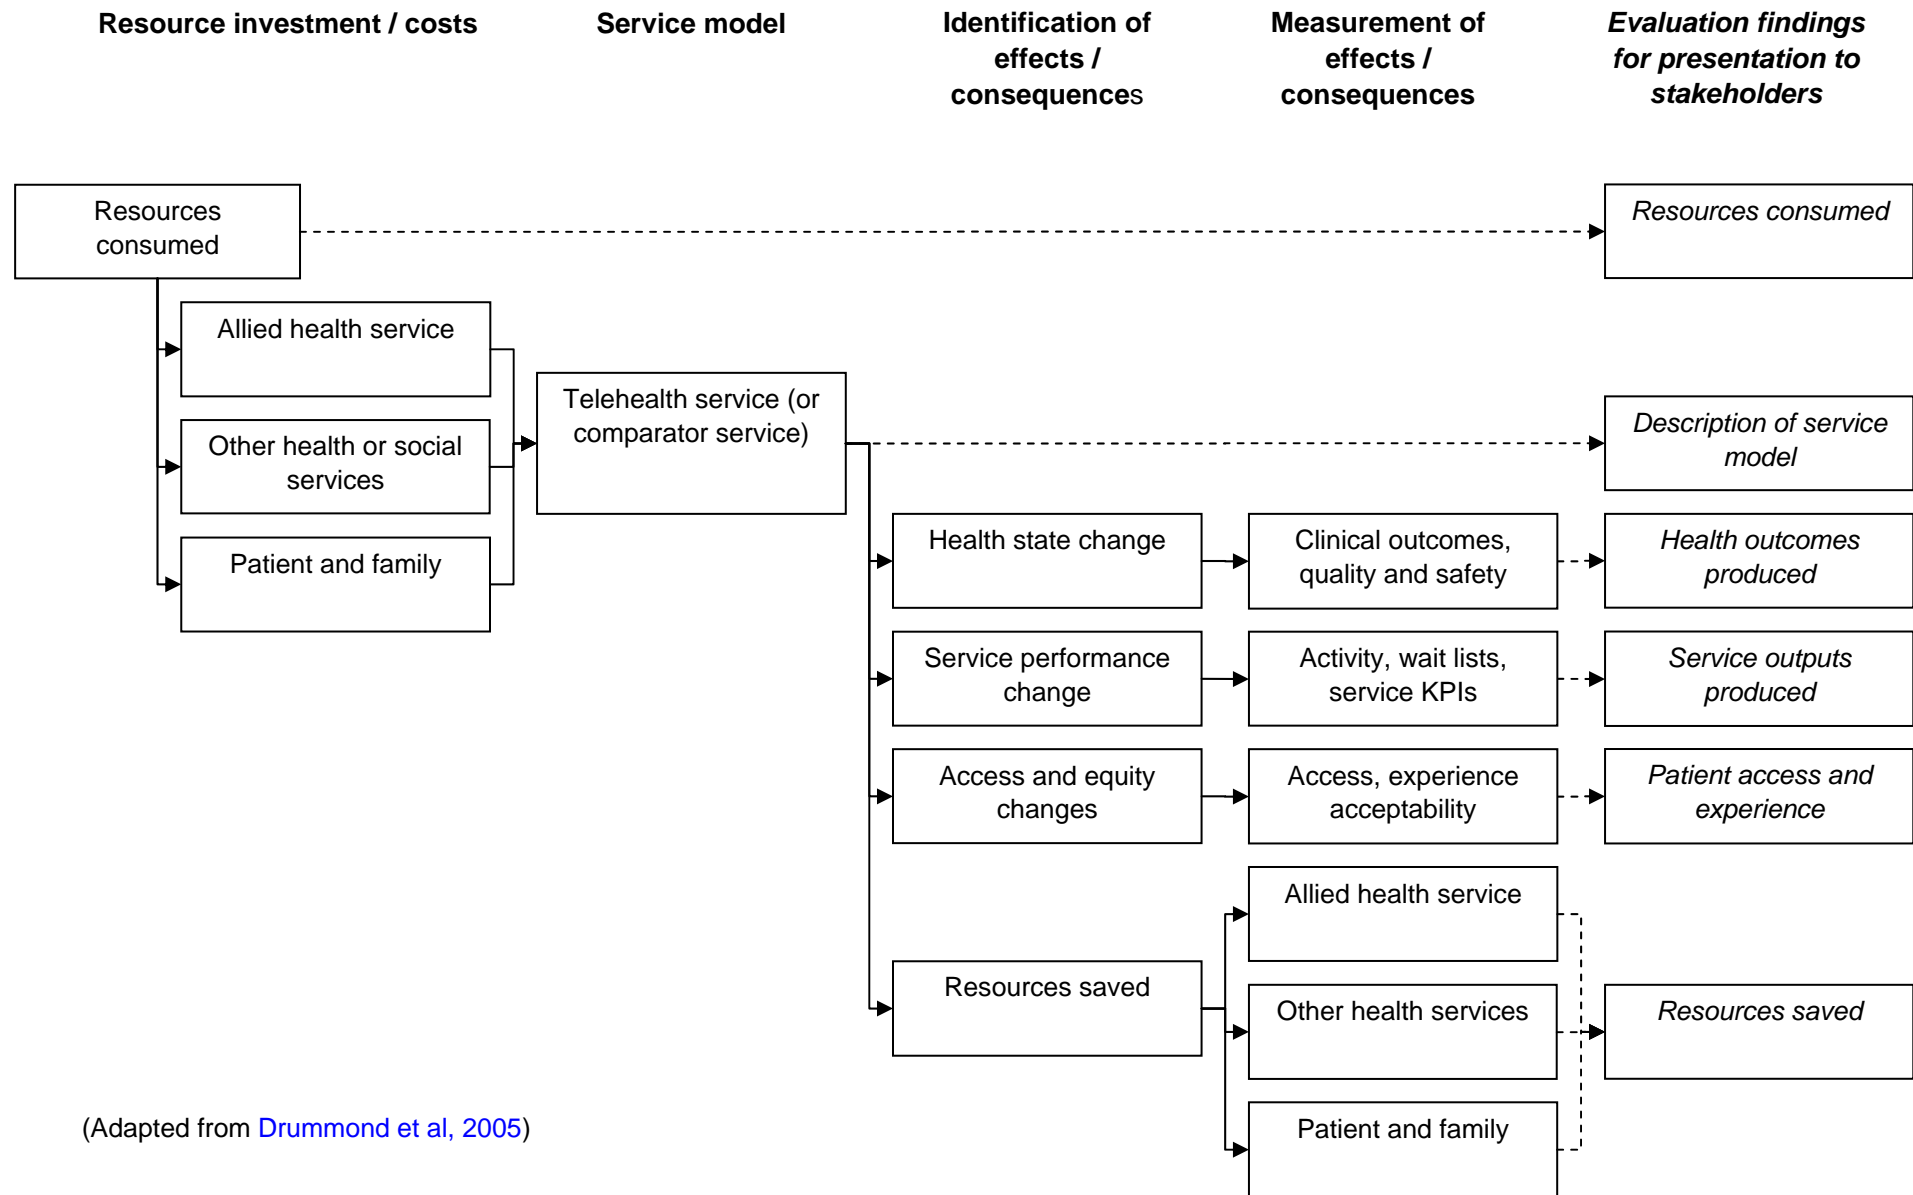 Resource investment / costs
Service model
Identification of
effects /
consequences
Measurement of
effects /
consequences
Evaluation findings
for presentation to
stakeholders
Resources
consumed
Resources consumed
Allied health service
Other health or social
services
Patient and family
Telehealth service (or
comparator service)
Description of service
model
Health state change
Clinical outcomes,
quality and safety
Health outcomes
produced
Service performance
change
Activity, wait lists,
service KPIs
Service outputs
produced
Access and equity
changes
Access, experience
acceptability
Patient access and
experience
Resources saved
Allied health service
Other health services
Patient and family
Resources saved
(Adapted from Drummond et al, 2005)